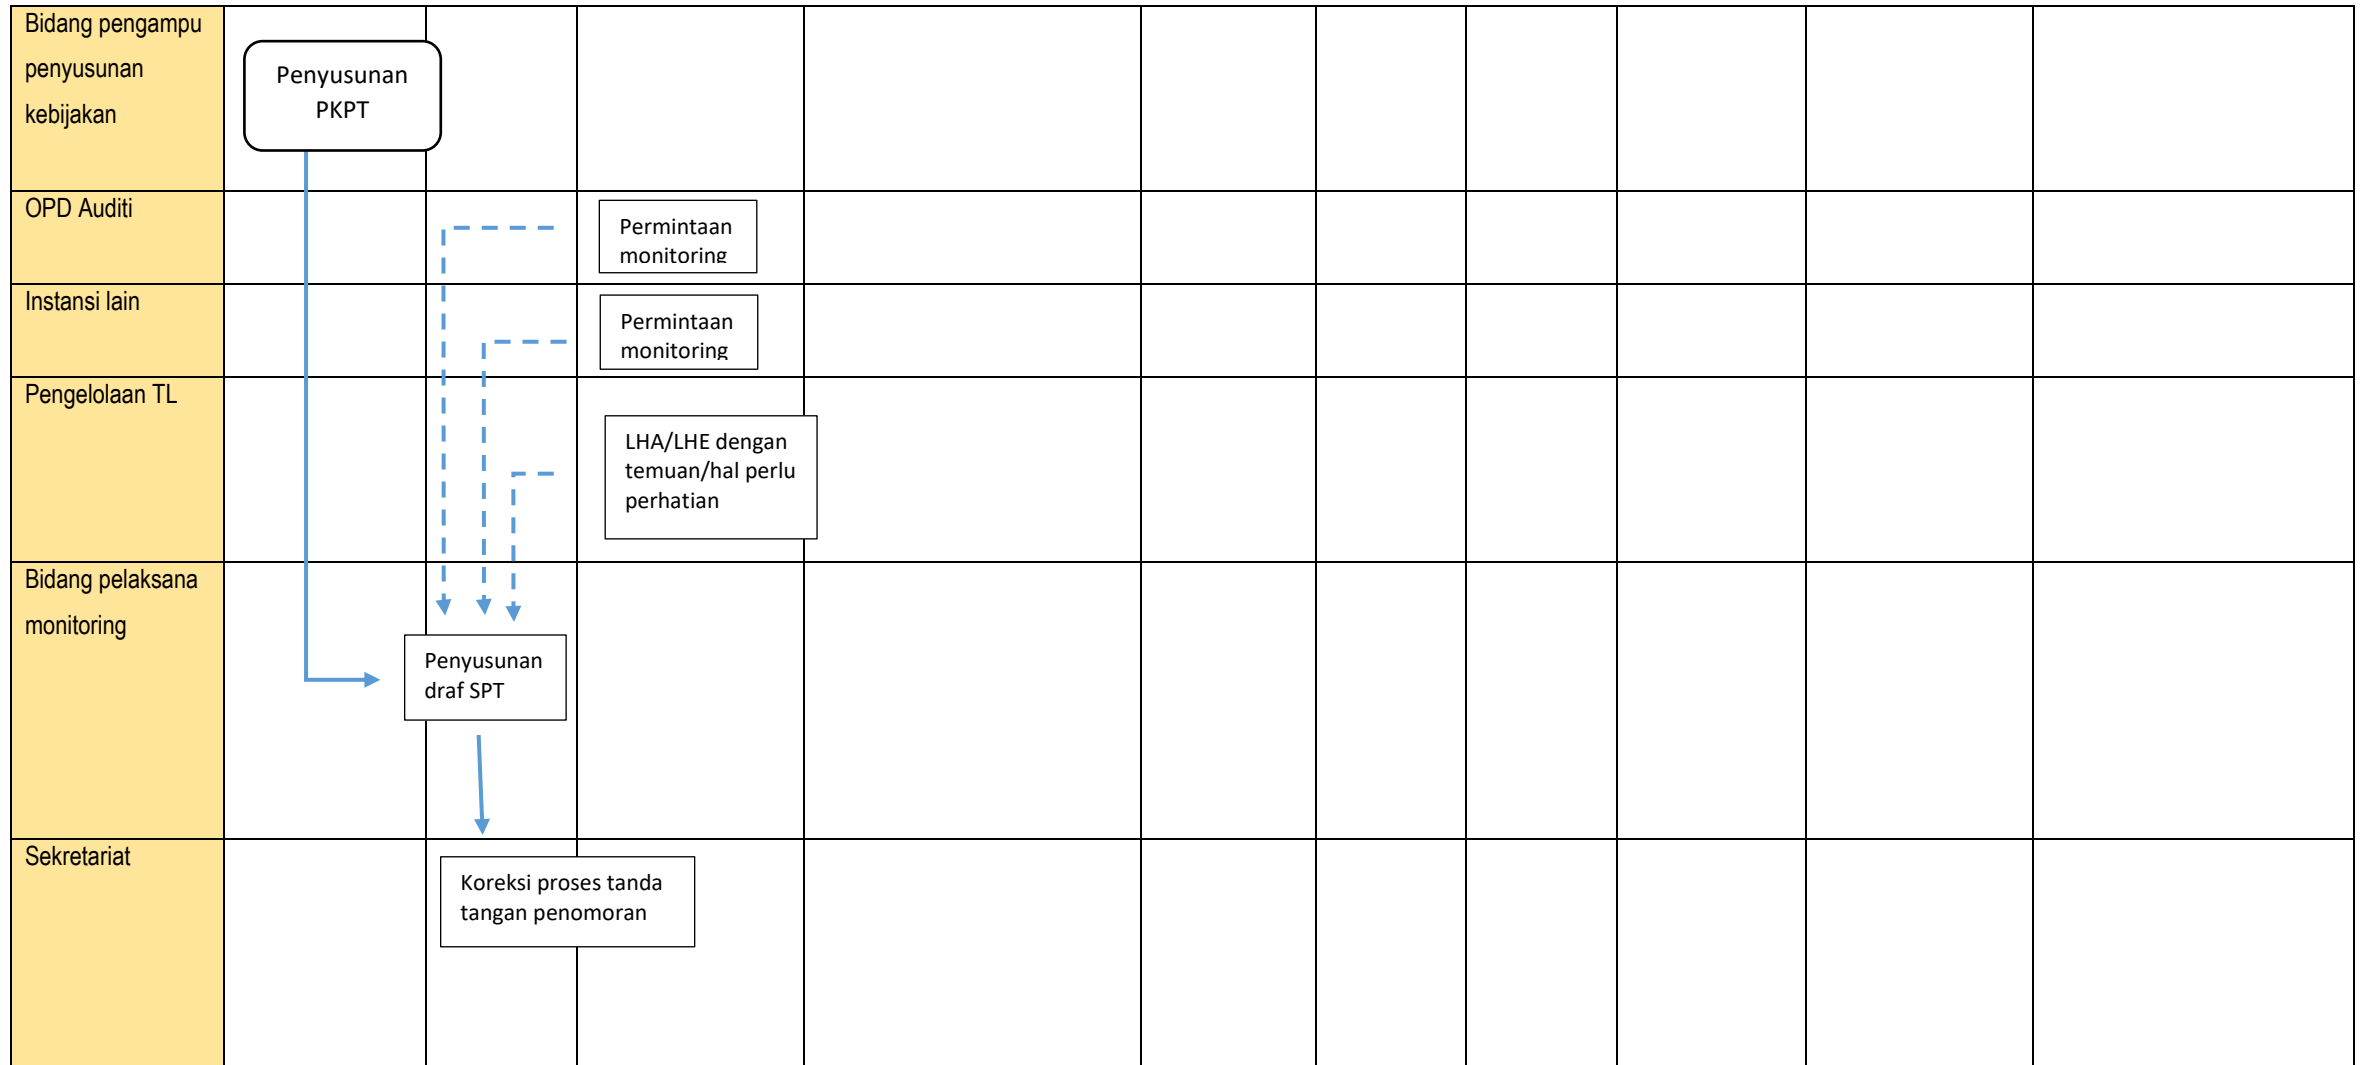 Bidang pengampu
penyusunan
kebijakan
Penyusunan
PKPT
OPD Auditi
Permintaan
monitoring
Instansi lain
Permintaan
monitoring
Pengelolaan TL
LHA/LHE dengan
temuan/hal perlu
perhatian
Bidang pelaksana
monitoring
Penyusunan
draf SPT
Sekretariat
Koreksi proses tanda
tangan penomoran